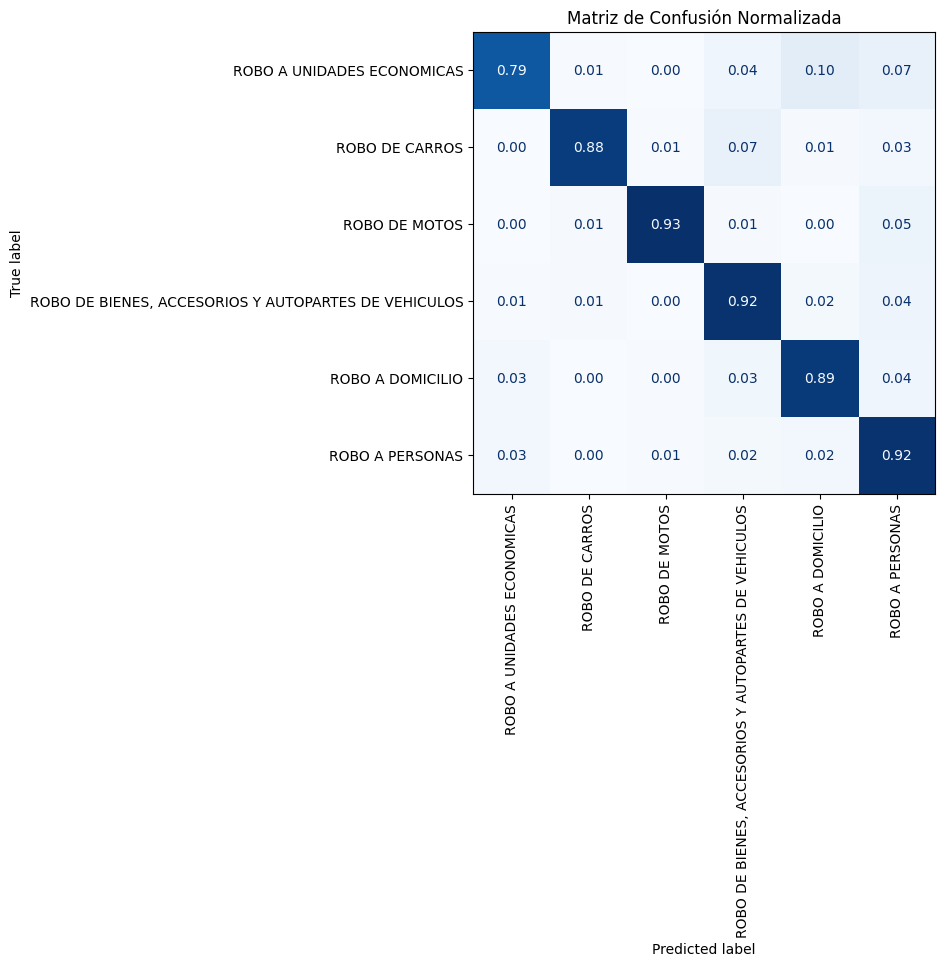 Matriz de Confusión Normalizada
ROBO A UNIDADES ECONOMICAS 0.79 0.01 0.00 0.04 0.10 0.07
ROBO DE CARROS 0.00 0.88 0.01 0.07 0.01 0.03
ROBO DE MOTOS 0.00 0.01 0.93 0.01 0.00 0.05
ROBO DE BIENES, ACCESORIOS Y AUTOPARTES DE VEHICULOS 0.01 0.01 0.00 0.92 0.02 0.04
ROBO A DOMICILIO 0.03 0.00 0.00 0.03 0.89 0.04
ROBO A PERSONAS 0.03 0.00 0.01 0.02 0.02 0.92
True label
ROBO A UNIDADES ECONOMICAS
ROBO DE CARROS
ROBO DE MOTOS
ROBO DE BIENES, ACCESORIOS Y AUTOPARTES DE VEHICULOS
ROBO A DOMICILIO
ROBO A PERSONAS
Predicted label